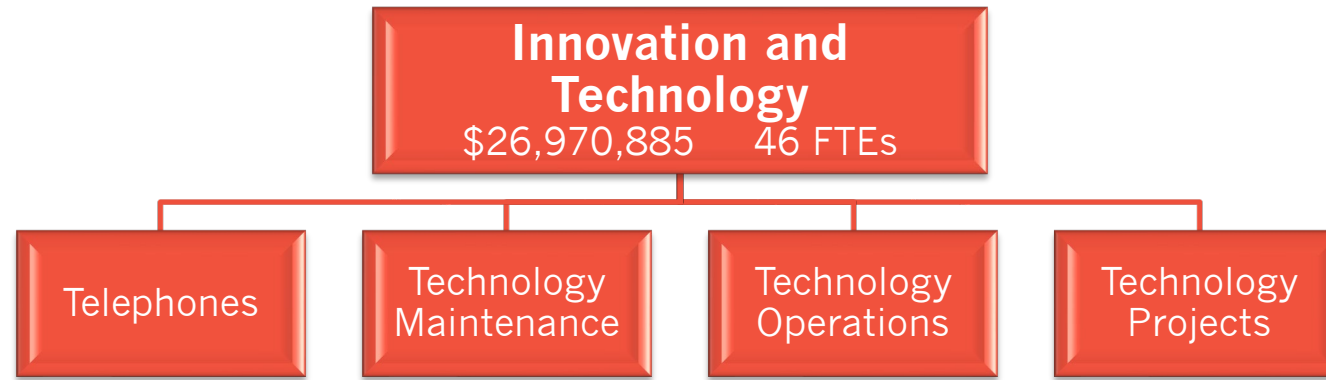 Innovation and
Technology
$26,970,885 46 FTEs
Telephones
Technology
Maintenance
Technology
Operations
Technology
Projects